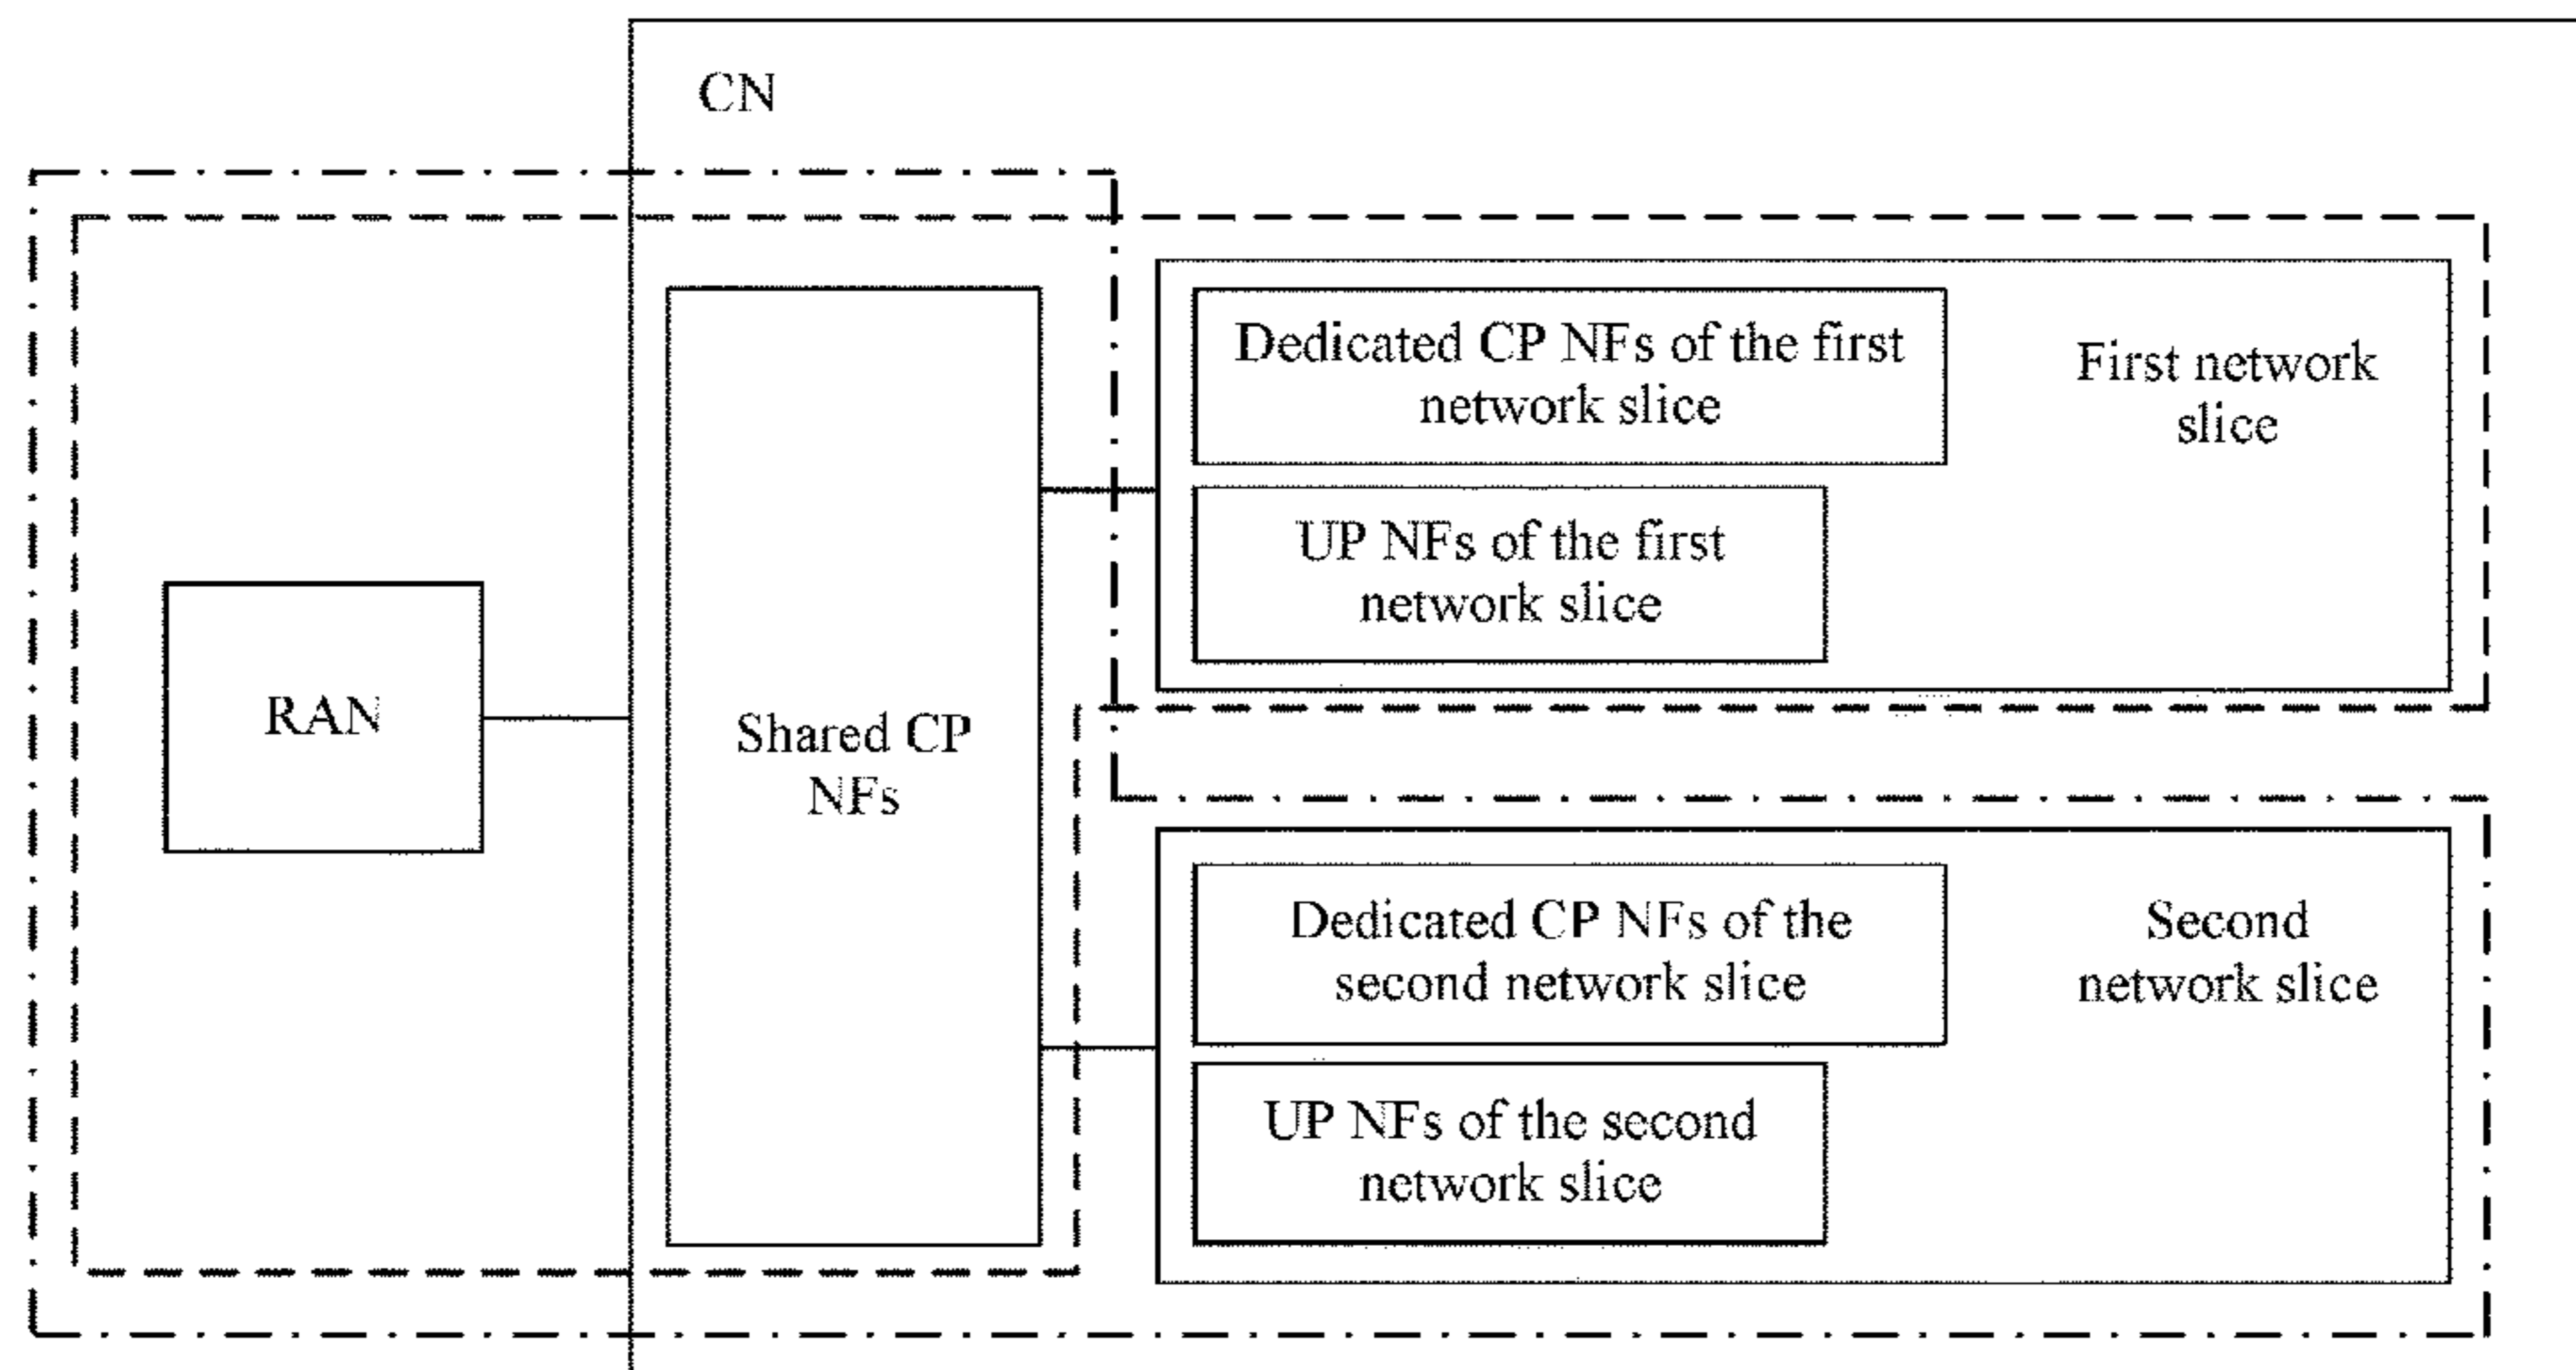 CN
RAN
Shared CP
NFs
Dedicated CP NFs of the first
network slice
UP NFs of the first
network slice
First network
slice
Dedicated CP NFs of the
second network slice
UP NFs of the second
network slice
Second
network slice